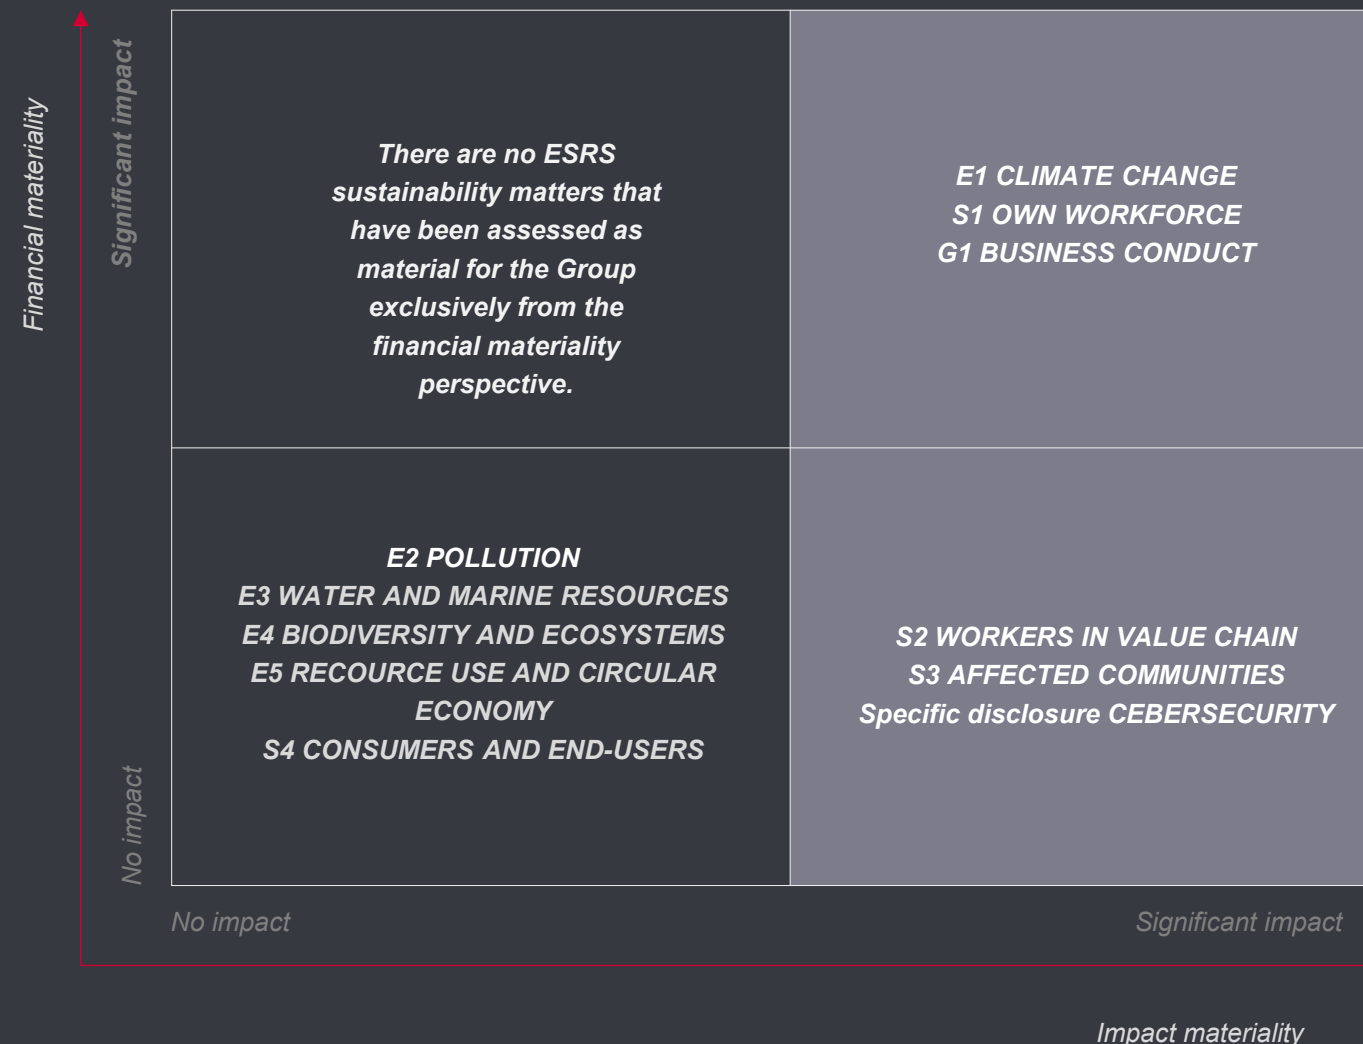 Financial materiality
Significant impact
There are no ESRS
sustainability matters that
have been assessed as
material for the Group
exclusively from the
financial materiality
perspective.
E1 CLIMATE CHANGE
S1 OWN WORKFORCE
G1 BUSINESS CONDUCT
No impact
E2 POLLUTION
E3 WATER AND MARINE RESOURCES
E4 BIODIVERSITY AND ECOSYSTEMS
E5 RECOURCE USE AND CIRCULAR
ECONOMY
S4 CONSUMERS AND END-USERS
S2 WORKERS IN VALUE CHAIN
S3 AFFECTED COMMUNITIES
Specific disclosure CEBERSECURITY
No impact
Significant impact
Impact materiality